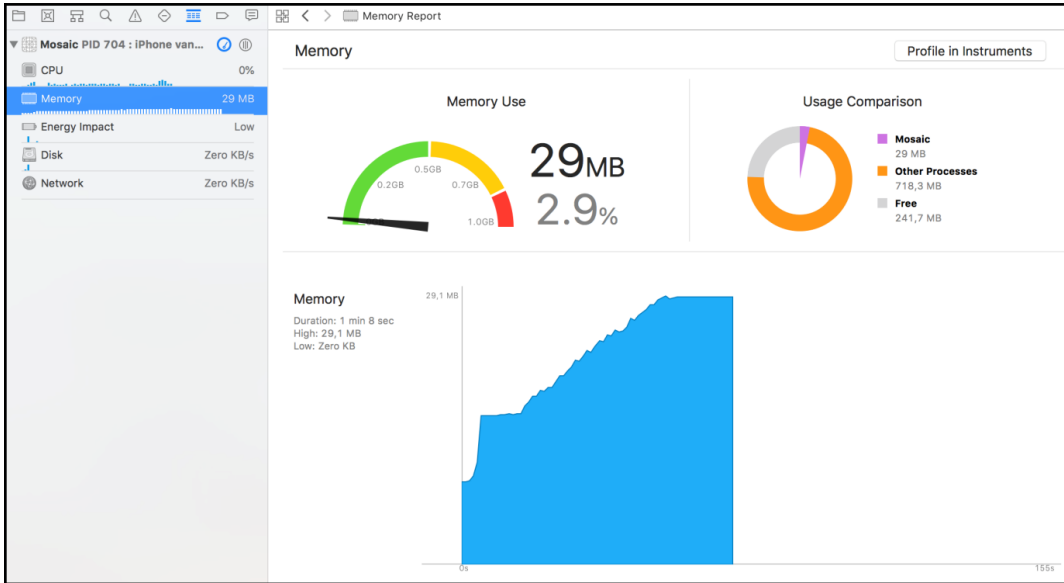 Memory Report
Mosaic PID 704 : iPhone van...
CPU 0%
Memory 29 MB
Energy Impact Low
Disk Zero KB/s
Network Zero KB/s
Memory
Profile in Instruments
Memory Use
0.2GB
0.5GB
0.7GB
1.0GB
29MB
2.9%
Usage Comparison
Mosaic
29 MB
Other Processes
718,3 MB
Free
241,7 MB
Memory
Duration: 1 min 8 sec
High: 29,1 MB
Low: Zero KB
29,1 MB
0s
155s